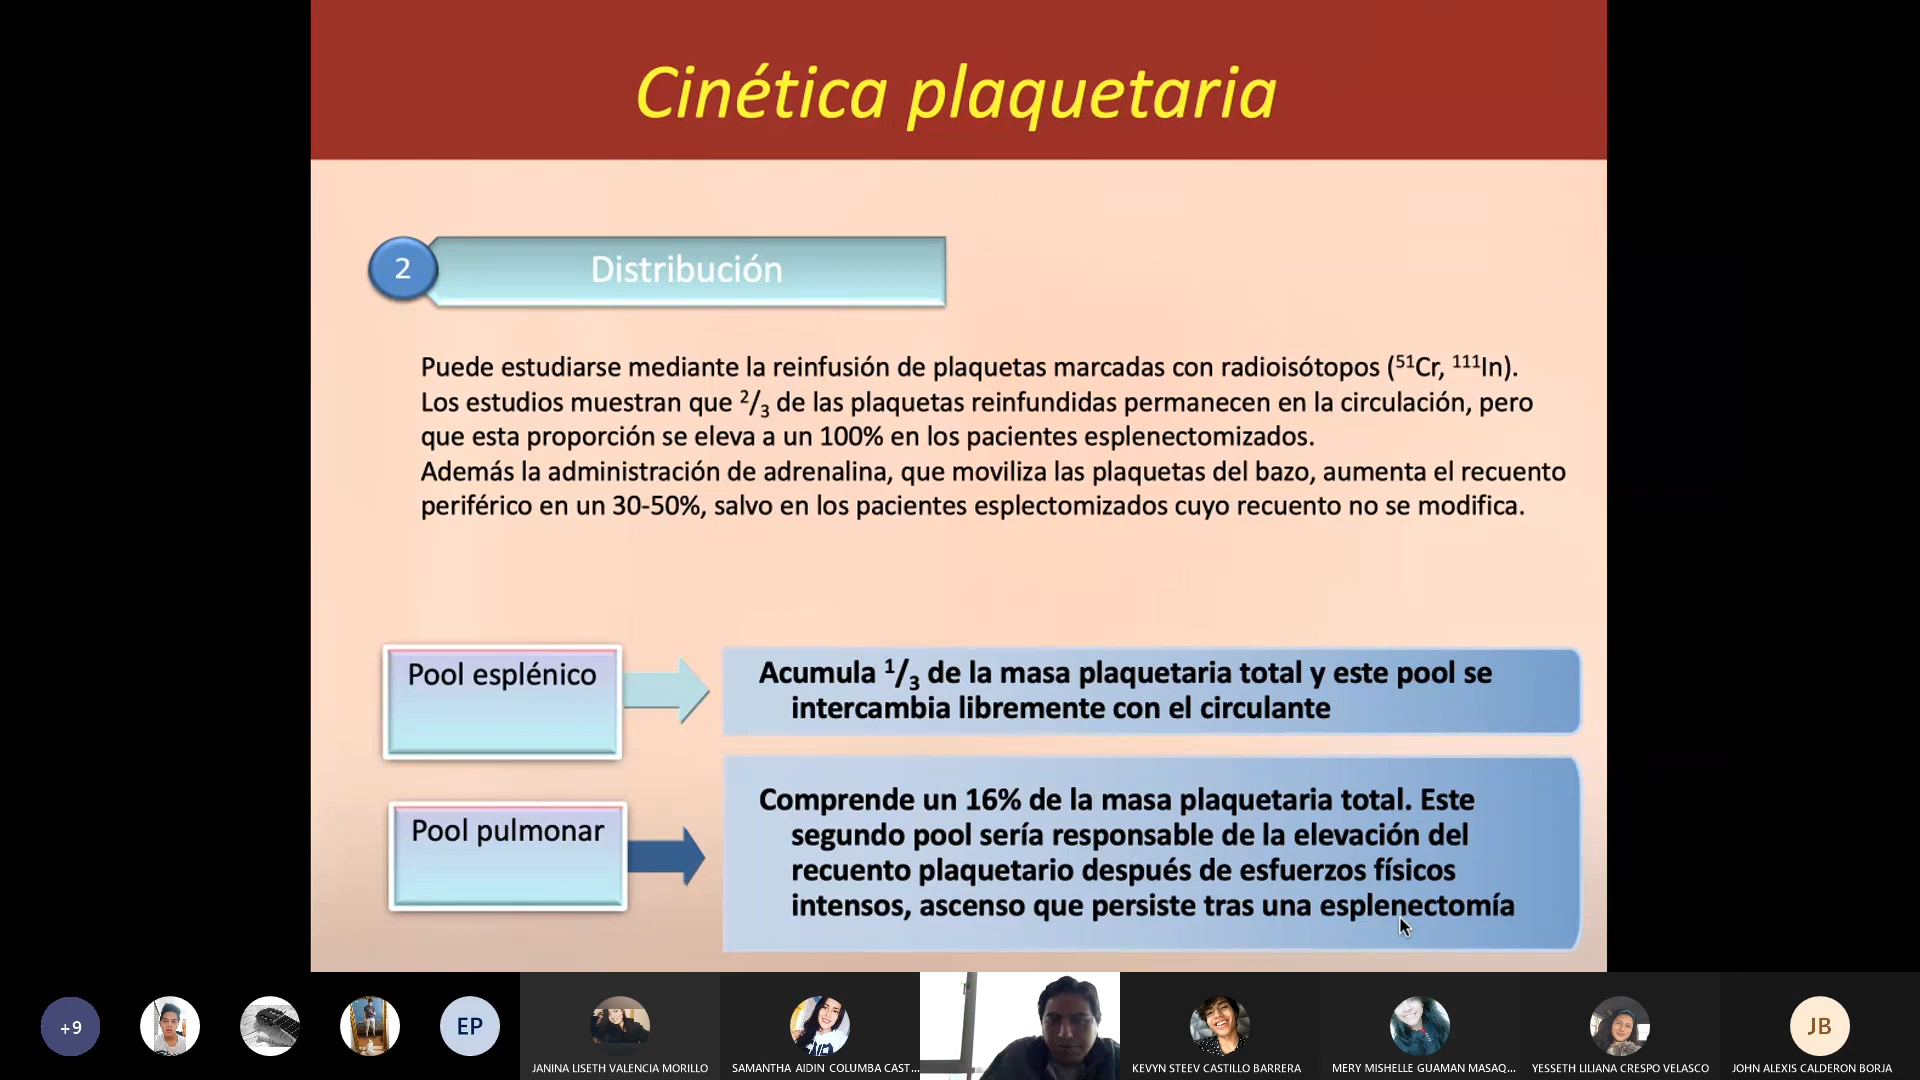 Cinética plaquetaria
2
Distribución
Puede estudiarse mediante la reinfusión de plaquetas marcadas con radioisótopos (⁵¹Cr, ¹¹¹In).
Los estudios muestran que ²/₃ de las plaquetas reinfundidas permanecen en la circulación, pero
que esta proporción se eleva a un 100% en los pacientes esplenectomizados.
Además la administración de adrenalina, que moviliza las plaquetas del bazo, aumenta el recuento
periférico en un 30-50%, salvo en los pacientes esplectomizados cuyo recuento no se modifica.
Pool esplénico
Acumula ¹/₃ de la masa plaquetaria total y este pool se
intercambia libremente con el circulante
Pool pulmonar
Comprende un 16% de la masa plaquetaria total. Este
segundo pool sería responsable de la elevación del
recuento plaquetario después de esfuerzos físicos
intensos, ascenso que persiste tras una esplenectomía
+9
EP
JANINA LISETH VALENCIA MORILLO
SAMANTHA AIDIN COLUMBA CAST...
KEVYN STEEV CASTILLO BARRERA
MERY MISHELLE GUAMAN MASAQ...
YESSETH LILIANA CRESPO VELASCO
JB
JOHN ALEXIS CALDERON BORJA